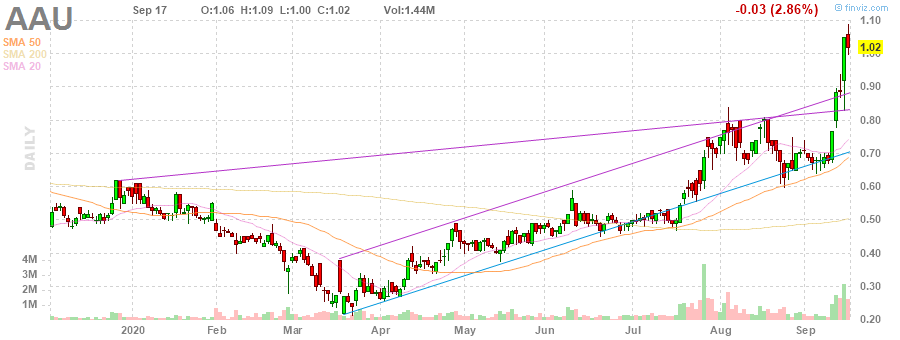 AAU Sep 17 O:1.06 H:1.09 L:1.00 C:1.02 Vol:1.44M -0.03 (2.86%) © finviz.com
SMA 50
SMA 200
SMA 20
DAILY
1.10
1.02
1.00
0.90
0.80
0.70
0.60
0.50
0.40
0.30
0.20
4M
3M
2M
1M
2020 Feb Mar Apr May Jun Jul Aug Sep